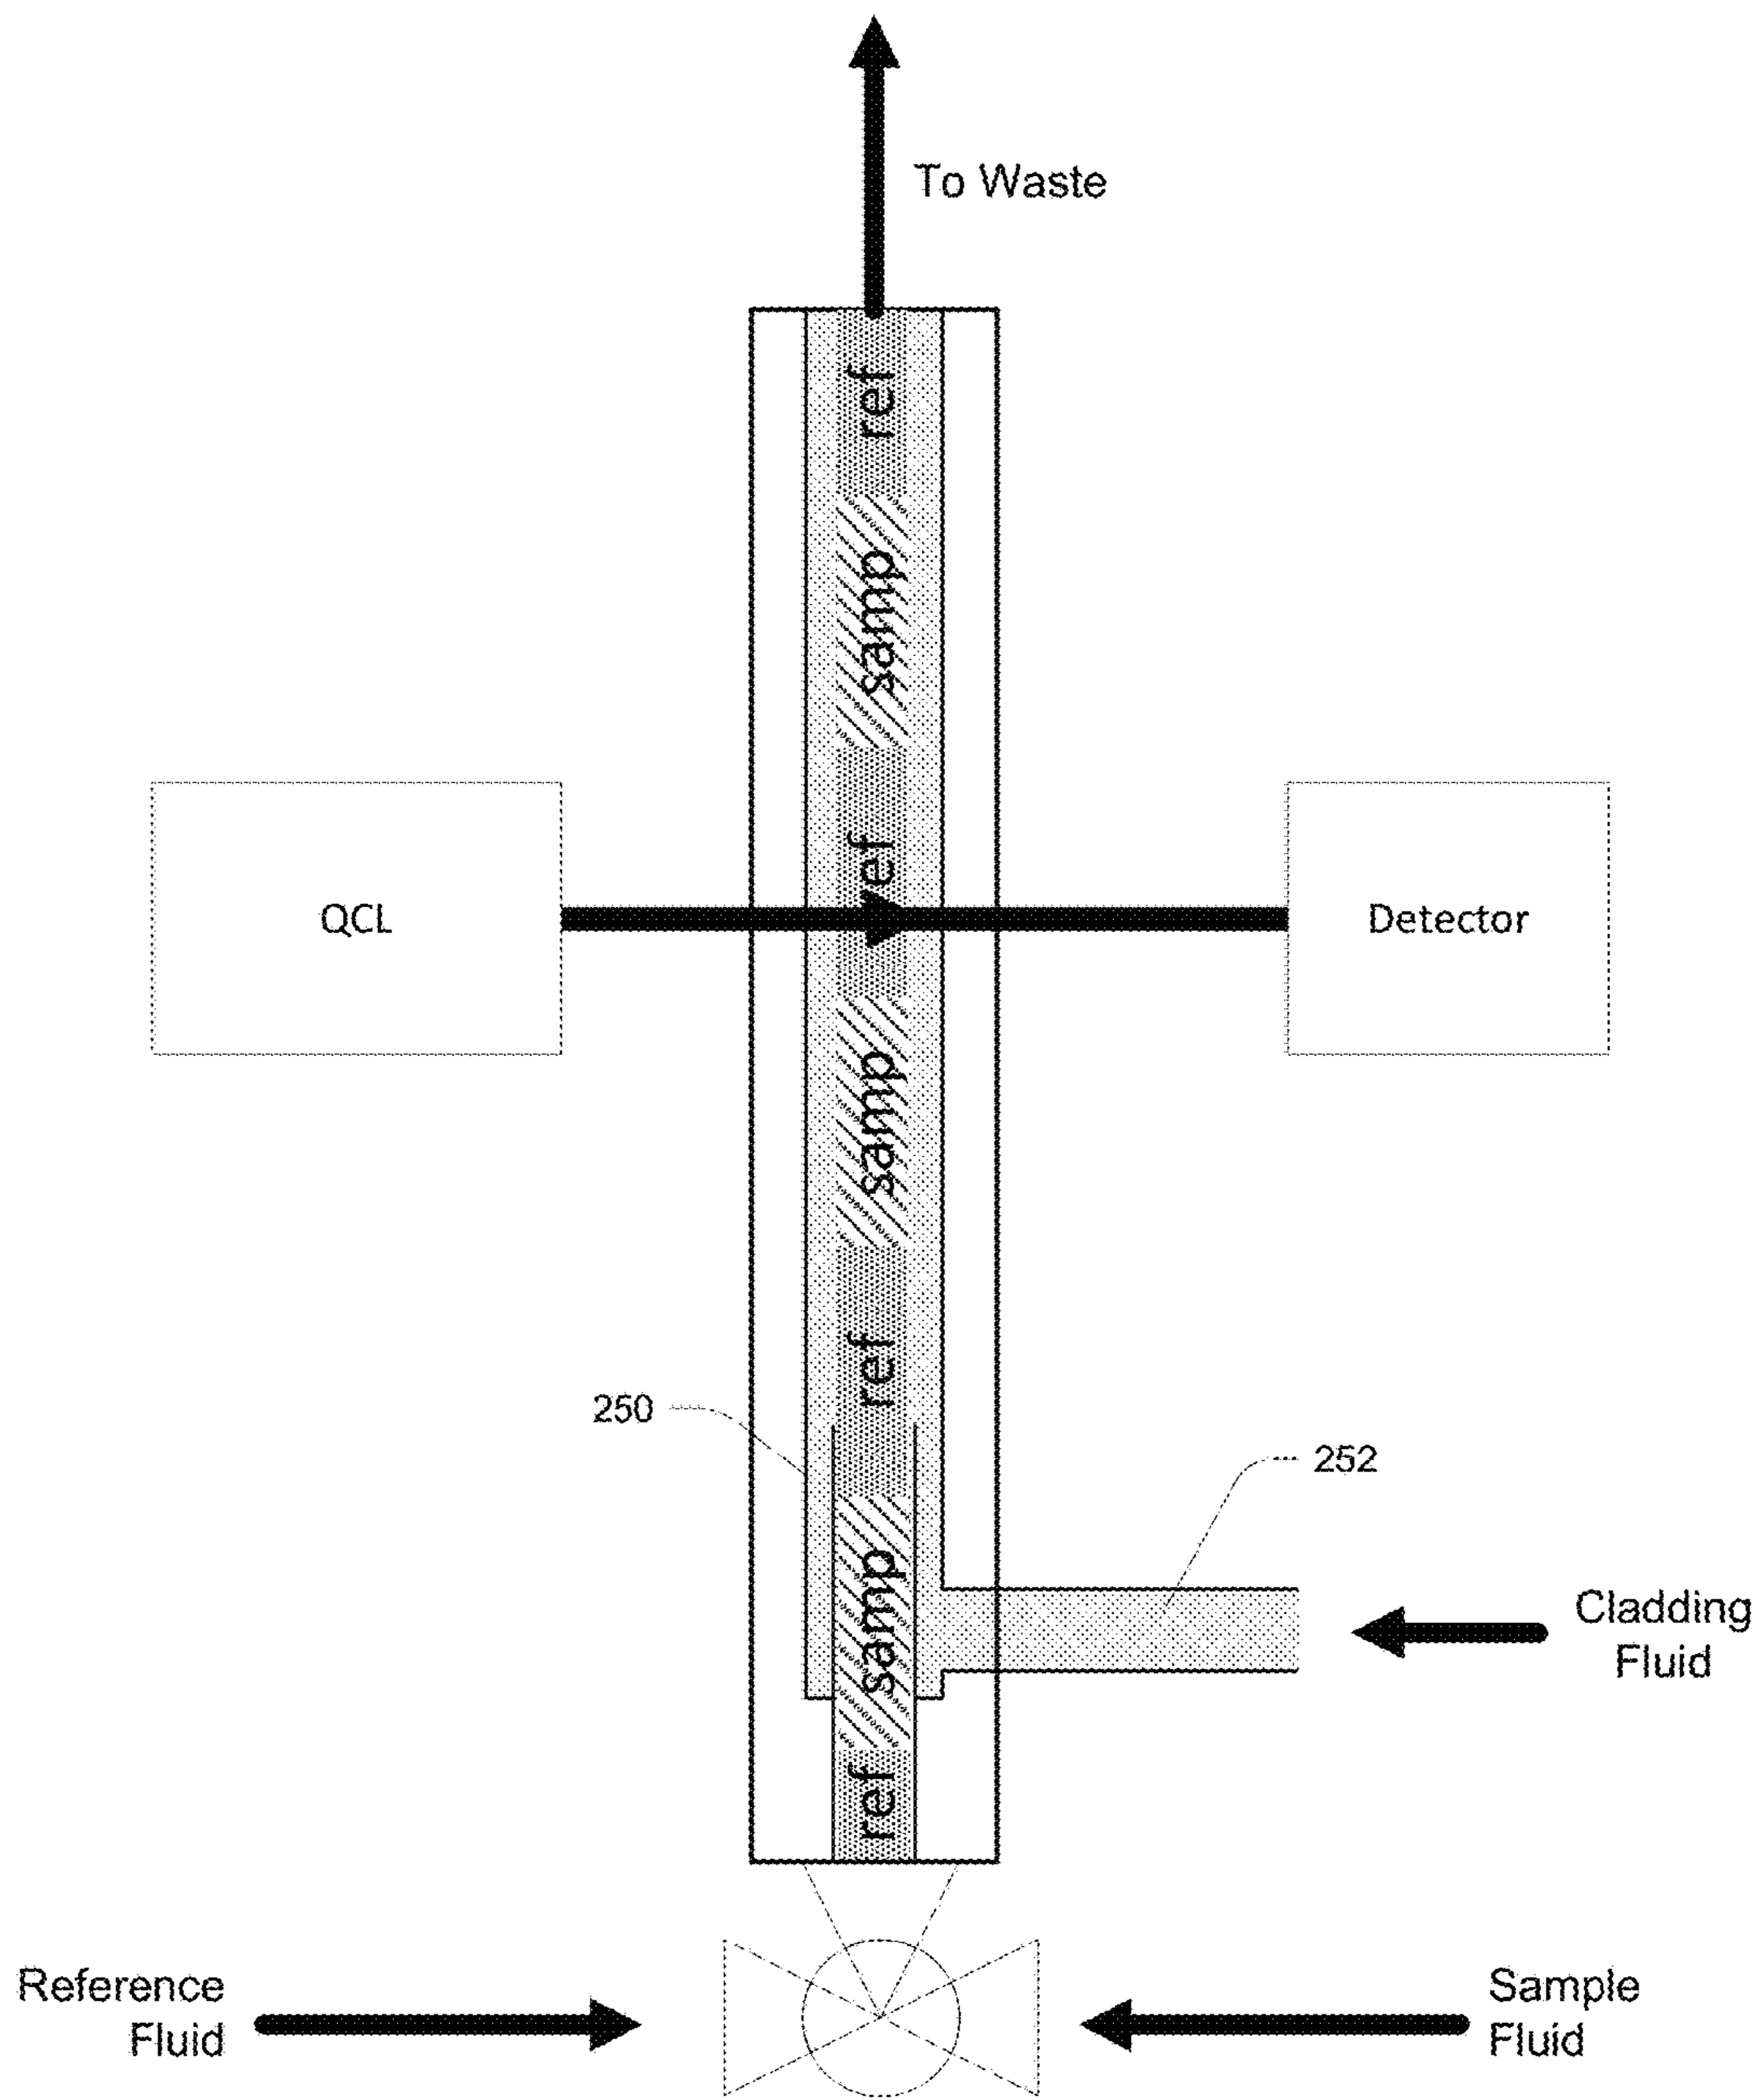 To Waste
ref
samp
ref
QCL
Detector
samp
ref
250
252
samp
Cladding
Fluid
ref
Reference
Fluid
Sample
Fluid